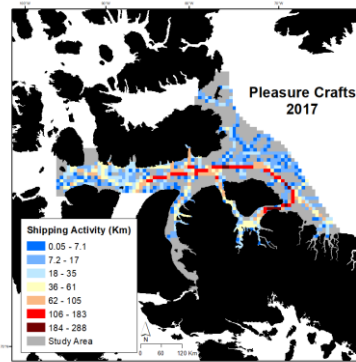 Pleasure Crafts
2017
Shipping Activity (Km)
0.05 - 7.1
7.2 - 17
18 - 35
36 - 61
62 - 105
106 - 183
184 - 288
Study Area
N
0
60
120 Km